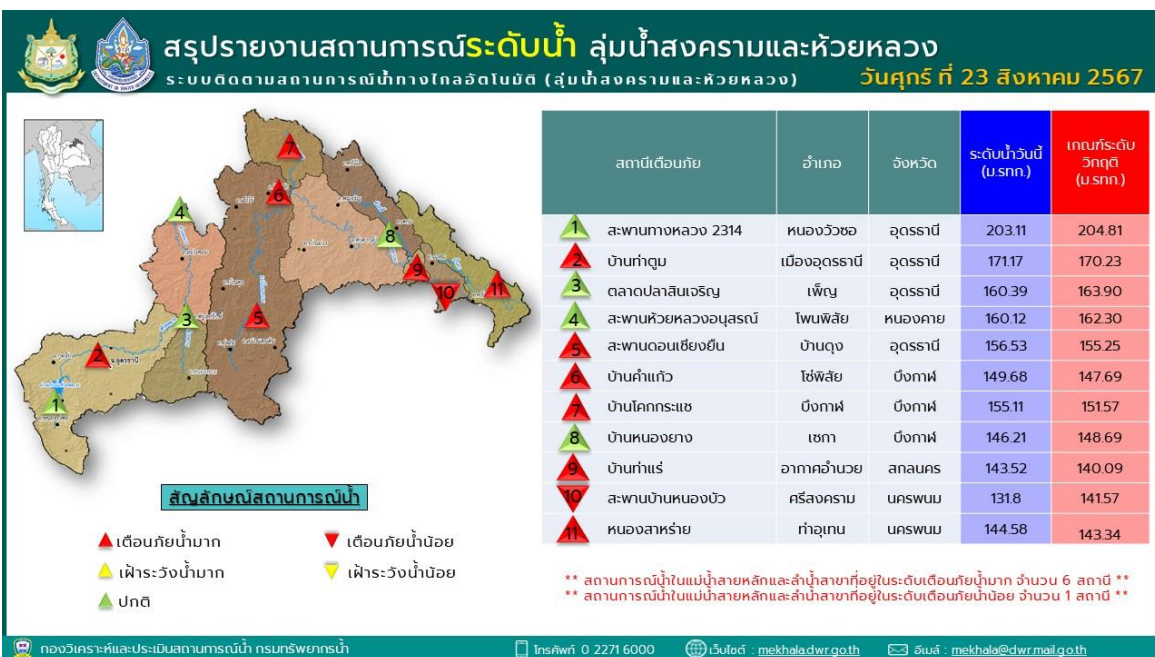 สรุปรายงานสถานการณ์ระดับน้ำ ลุ่มน้ำสงครามและห้วยหลวง
ระบบติดตามสถานการณ์น้ำทางไกลอัตโนมัติ (ลุ่มน้ำสงครามและห้วยหลวง) วันศุกร์ ที่ 23 สิงหาคม 2567
สถานีเตือนภัย อำเภอ จังหวัด ระดับน้ำวันนี้ (ม.รทก.) เกณฑ์ระดับวิกฤติ (ม.รทก.)
1 สะพานทางหลวง 2314 หนองวัวซอ อุดรธานี 203.11 204.81
2 บ้านท่าตูม เมืองอุดรธานี อุดรธานี 171.17 170.23
3 ตลาดปลาสินเจริญ เพ็ญ อุดรธานี 160.39 163.90
4 สะพานห้วยหลวงอนุสรณ์ โพนพิสัย หนองคาย 160.12 162.30
5 สะพานดอนเชียงยืน บ้านดุง อุดรธานี 156.53 155.25
6 บ้านคำแก้ว โซ่พิสัย บึงกาฬ 149.68 147.69
7 บ้านโคกกระแซ บึงกาฬ บึงกาฬ 155.11 151.57
8 บ้านหนองยาง เซกา บึงกาฬ 146.21 148.69
9 บ้านท่าแร่ อากาศอำนวย สกลนคร 143.52 140.09
10 สะพานบ้านหนองบัว ศรีสงคราม นครพนม 131.8 141.57
11 หนองสาหร่าย ท่าอุเทน นครพนม 144.58 143.34
7
6
4
8
9
10
11
3
5
2
อ.อุดรธานี
1
สัญลักษณ์สถานการณ์น้ำ
เตือนภัยน้ำมาก เตือนภัยน้ำน้อย
เฝ้าระวังน้ำมาก เฝ้าระวังน้ำน้อย
ปกติ
** สถานการณ์น้ำในแม่น้ำสายหลักและลำน้ำสาขาที่อยู่ในระดับเตือนภัยน้ำมาก จำนวน 6 สถานี **
** สถานการณ์น้ำในแม่น้ำสายหลักและลำน้ำสาขาที่อยู่ในระดับเตือนภัยน้ำน้อย จำนวน 1 สถานี **
กองวิเคราะห์และประเมินสถานการณ์น้ำ กรมทรัพยากรน้ำ โทรศัพท์ 0 2271 6000 เว็บไซต์ : mekhala.dwr.go.th อีเมล์ : mekhala@dwr.mail.go.th